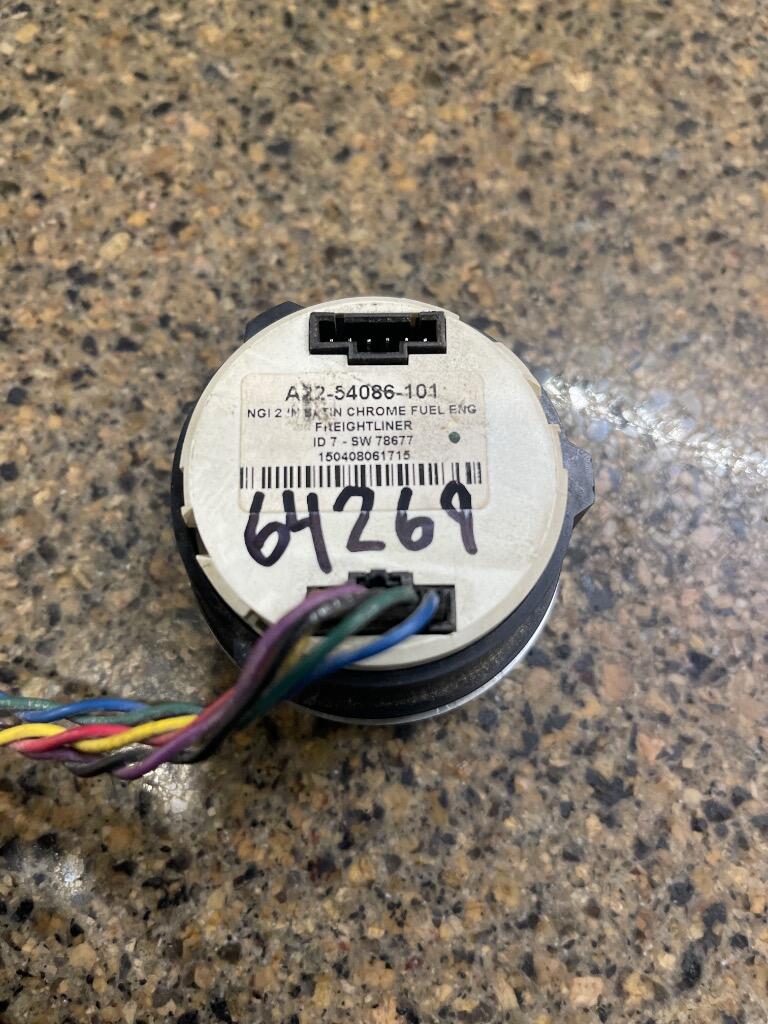 A22-54086-101
NGI 2 IN SATIN CHROME FUEL ENG
FREIGHTLINER
ID 7 - SW 78677
150408061715
64269